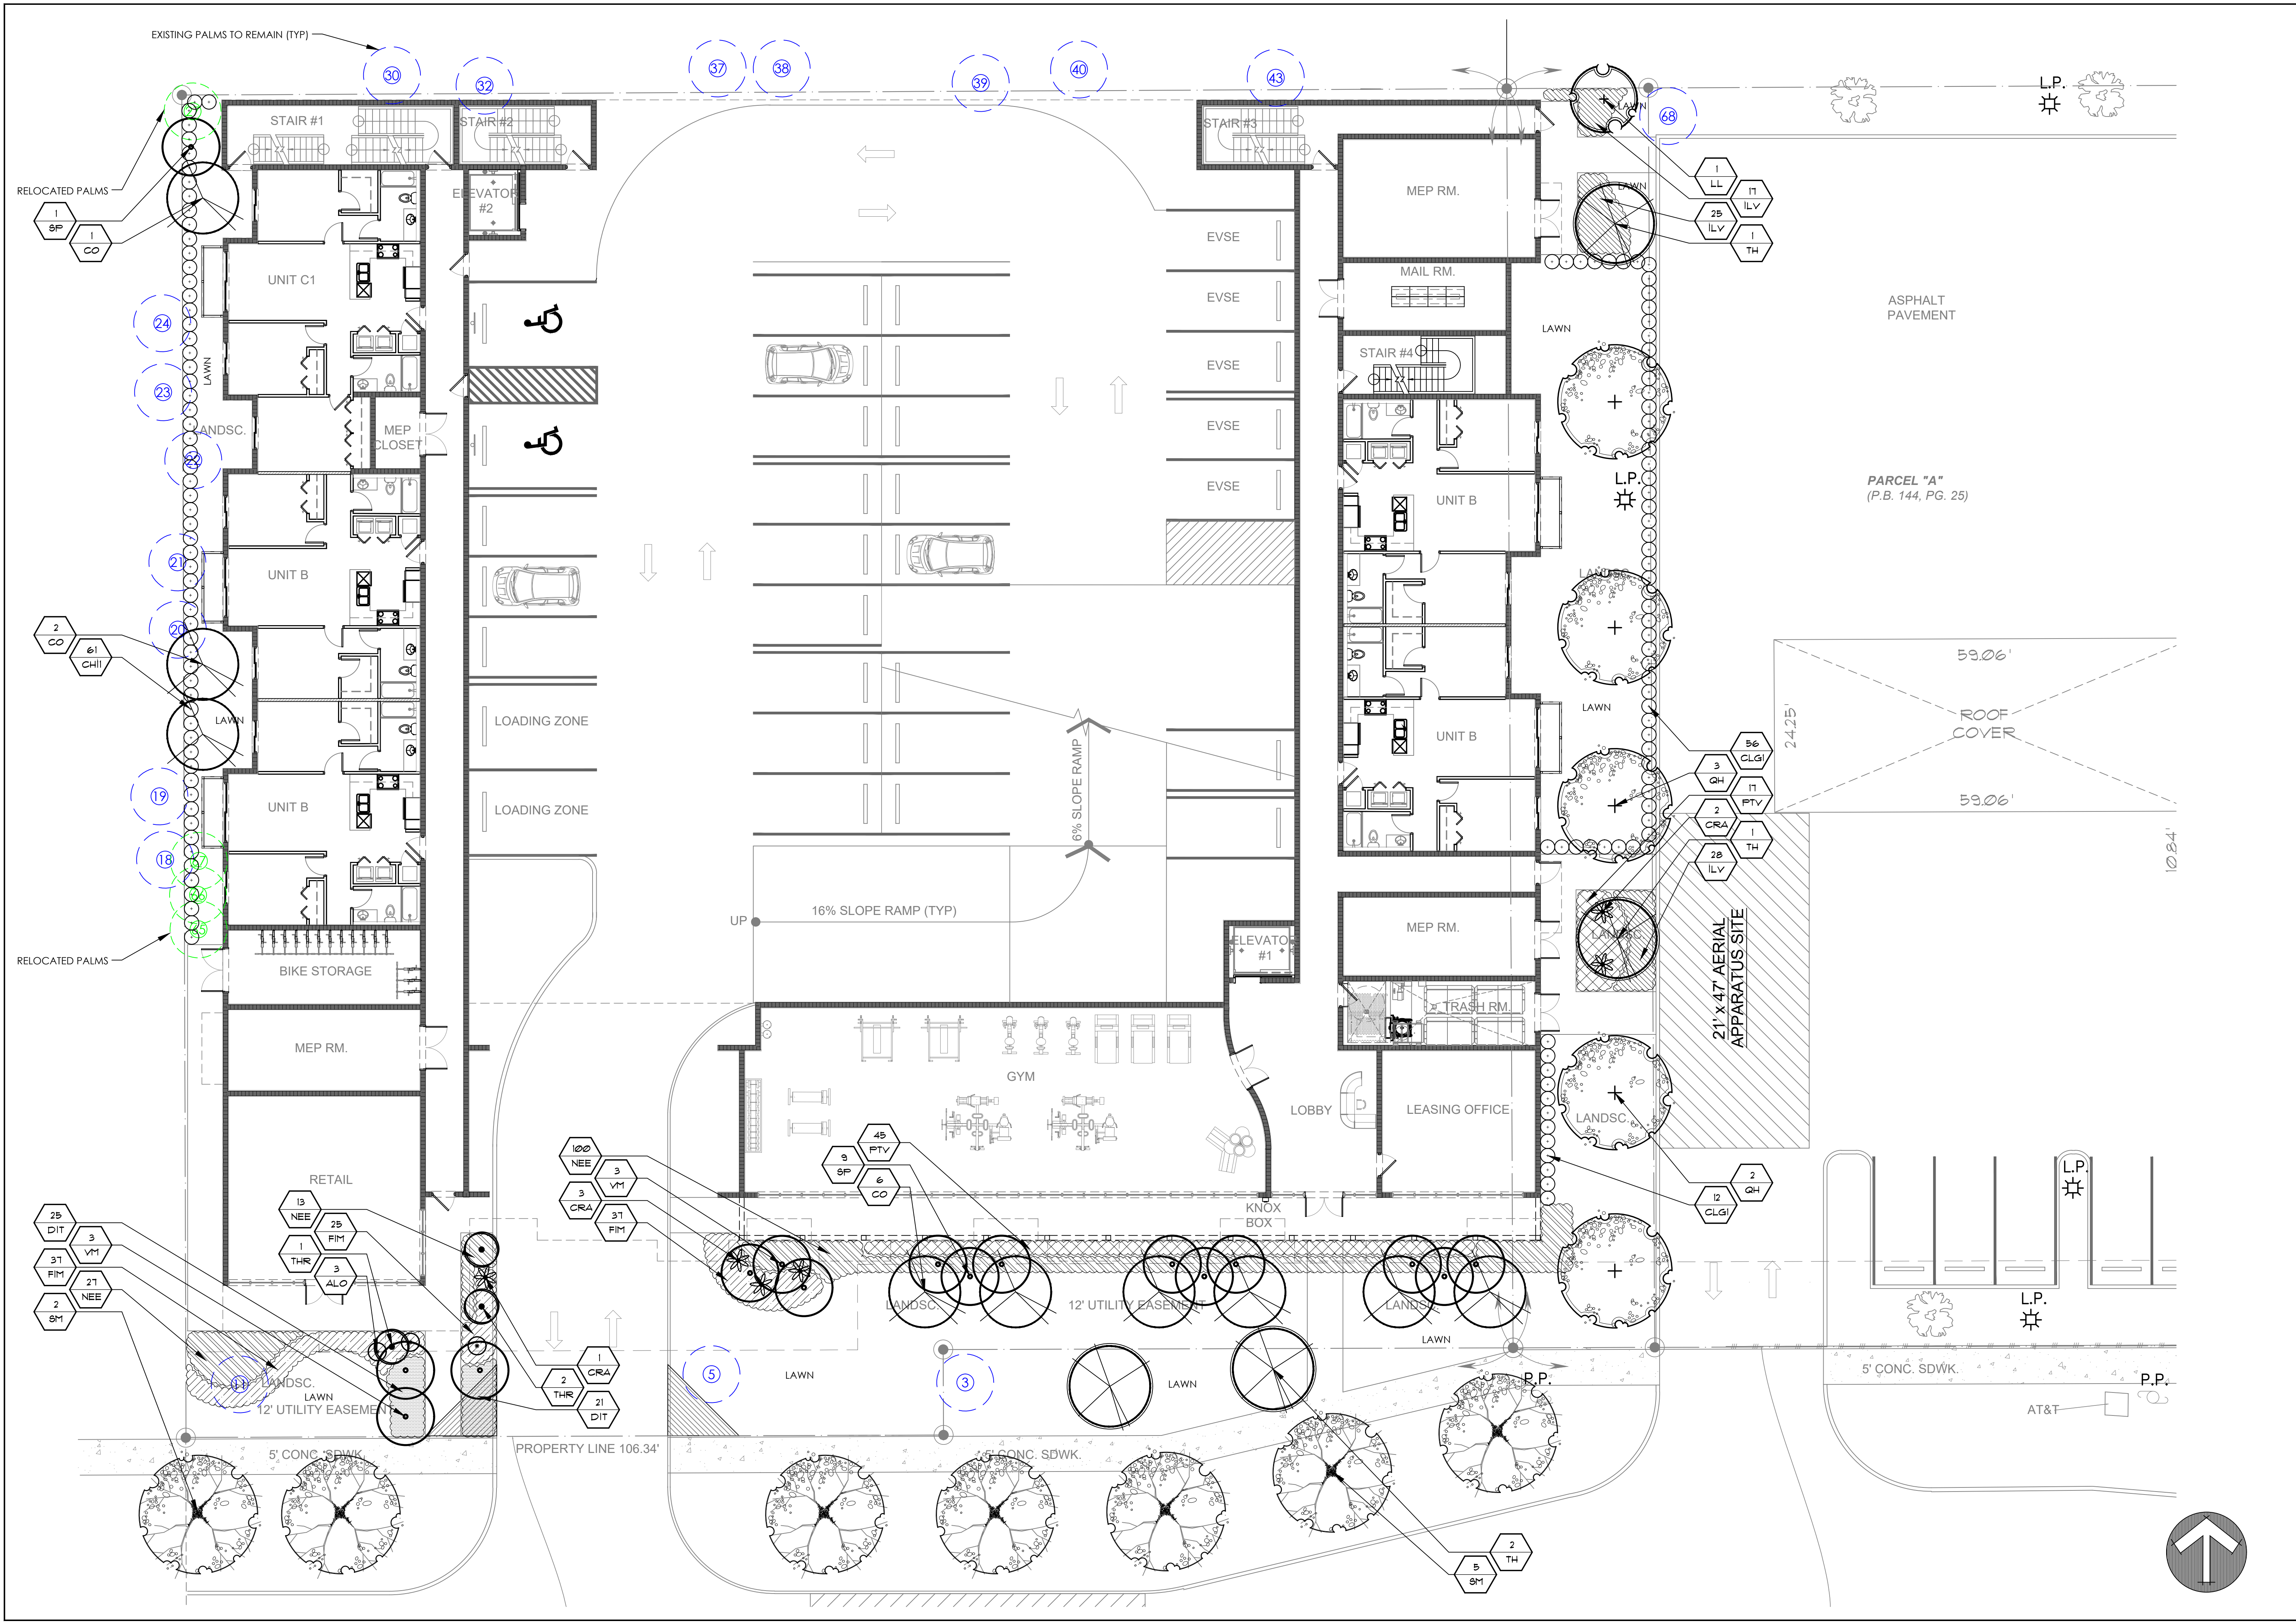 EXISTING PALMS TO REMAIN (TYP)
30
32
37
38
39
40
43
68
L.P.
LAWN
STAIR #1
STAIR #2
STAIR #3
RELOCATED PALMS
1
SP
1
CO
ELEVATOR
#2
MEP RM.
1
LL
17
ILV
LAWN
25
ILV
1
TH
EVSE
MAIL RM.
UNIT C1
EVSE
ASPHALT
PAVEMENT
24
LAWN
LAWN
STAIR #4
EVSE
23
LANDSC.
MEP
CLOSET
EVSE
22
EVSE
L.P.
UNIT B
PARCEL "A"
(P.B. 144, PG. 25)
21
UNIT B
LANDSC.
20
2
CO
61
CH11
59.06'
LAWN
LAWN
LOADING ZONE
6% SLOPE RAMP
UNIT B
24.25'
ROOF
COVER
56
CLG1
3
QH
17
PTV
2
CRA
1
TH
28
ILV
19
UNIT B
LOADING ZONE
59.06'
10.84'
18
UP
16% SLOPE RAMP (TYP)
MEP RM.
LANDSC.
21' x 47' AERIAL
APPARATUS SITE
ELEVATOR
#1
RELOCATED PALMS
BIKE STORAGE
TRASH RM.
MEP RM.
GYM
LOBBY
LEASING OFFICE
LANDSC.
RETAIL
100
NEE
3
VM
3
CRA
37
FIM
45
PTV
9
SP
6
CO
2
QH
12
CLG1
L.P.
KNOX
BOX
25
DIT
3
VM
37
FIM
27
NEE
2
SM
13
NEE
25
FIM
1
THR
3
ALO
LANDSC.
12' UTILITY EASEMENT
LANDSC.
L.P.
LAWN
11
LANDSC.
LAWN
12' UTILITY EASEMENT
1
CRA
2
THR
21
DIT
5
LAWN
3
LAWN
P.P.
5' CONC. SDWK.
P.P.
AT&T
5' CONC. SDWK.
PROPERTY LINE 106.34'
5' CONC. SDWK.
2
TH
5
SM